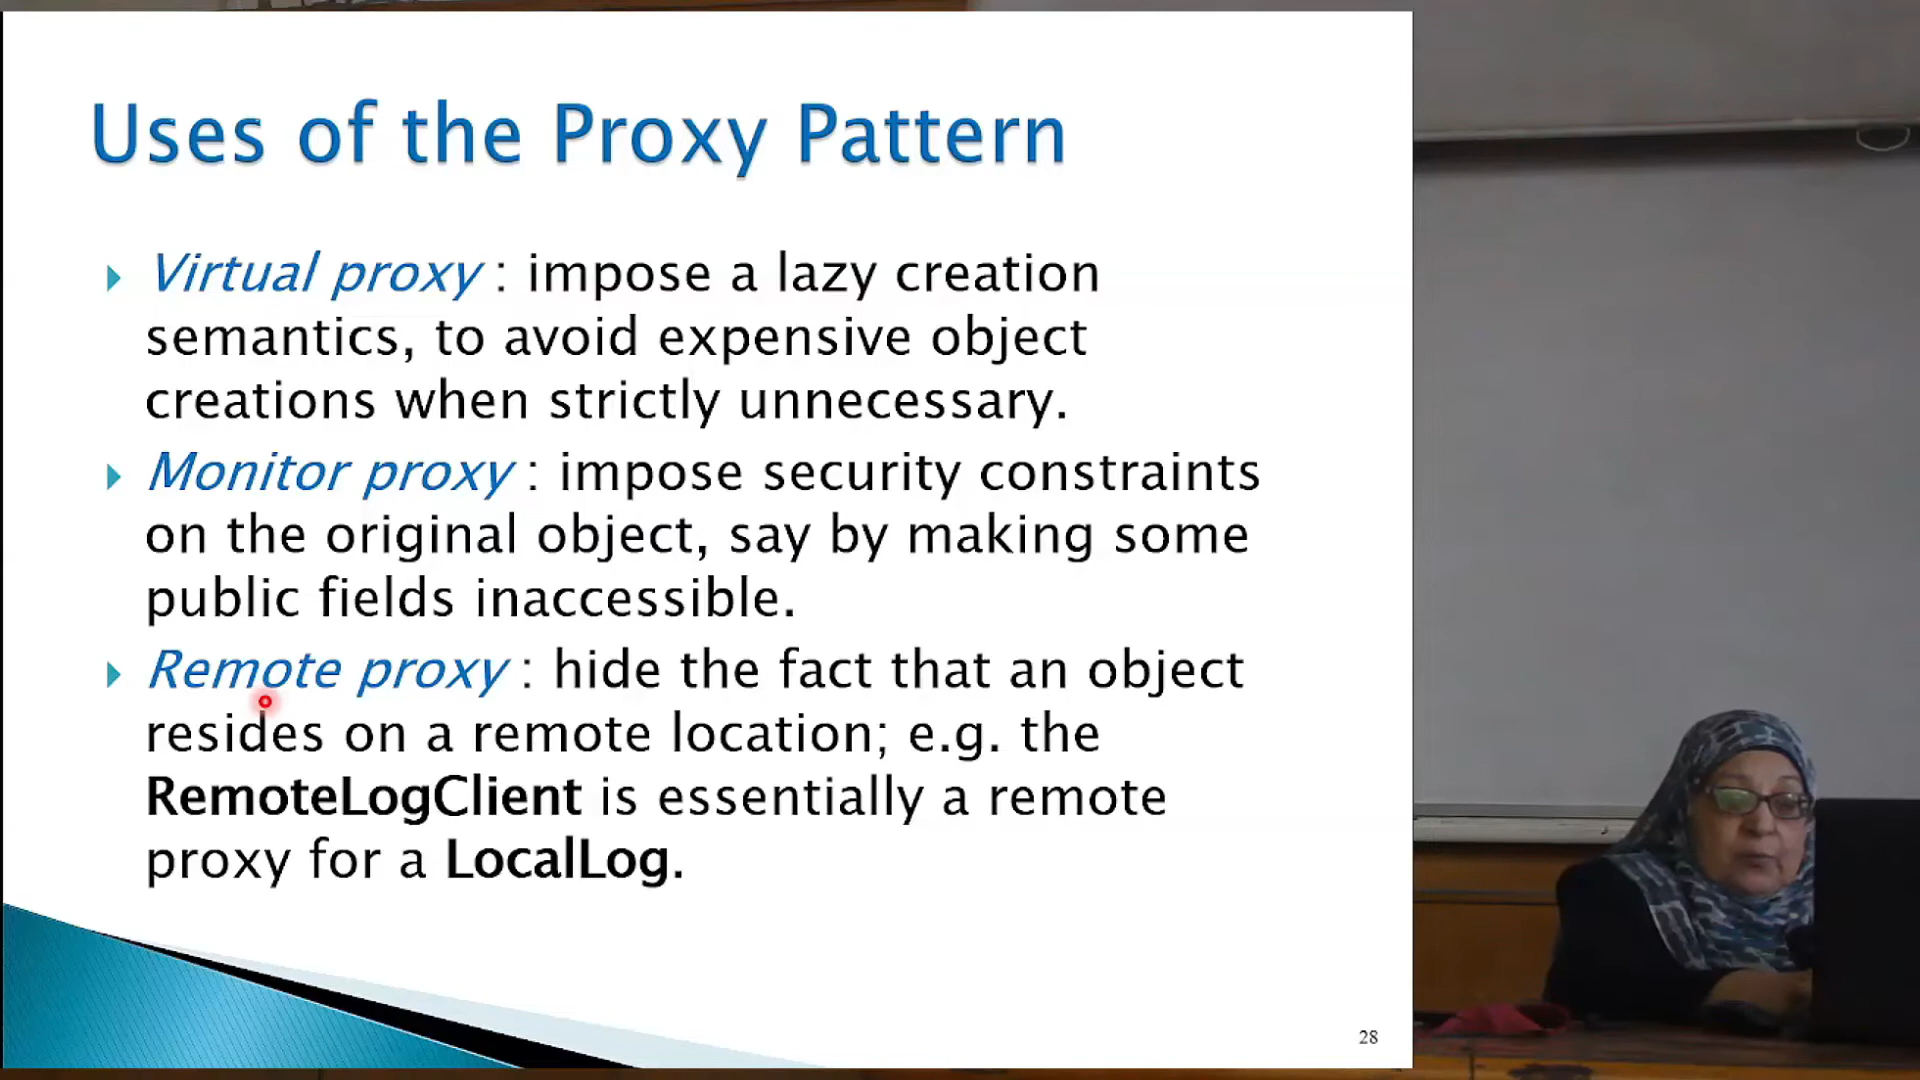 Uses of the Proxy Pattern
Virtual proxy : impose a lazy creation
semantics, to avoid expensive object
creations when strictly unnecessary.
Monitor proxy : impose security constraints
on the original object, say by making some
public fields inaccessible.
Remote proxy : hide the fact that an object
resides on a remote location; e.g. the
RemoteLogClient is essentially a remote
proxy for a LocalLog.
28